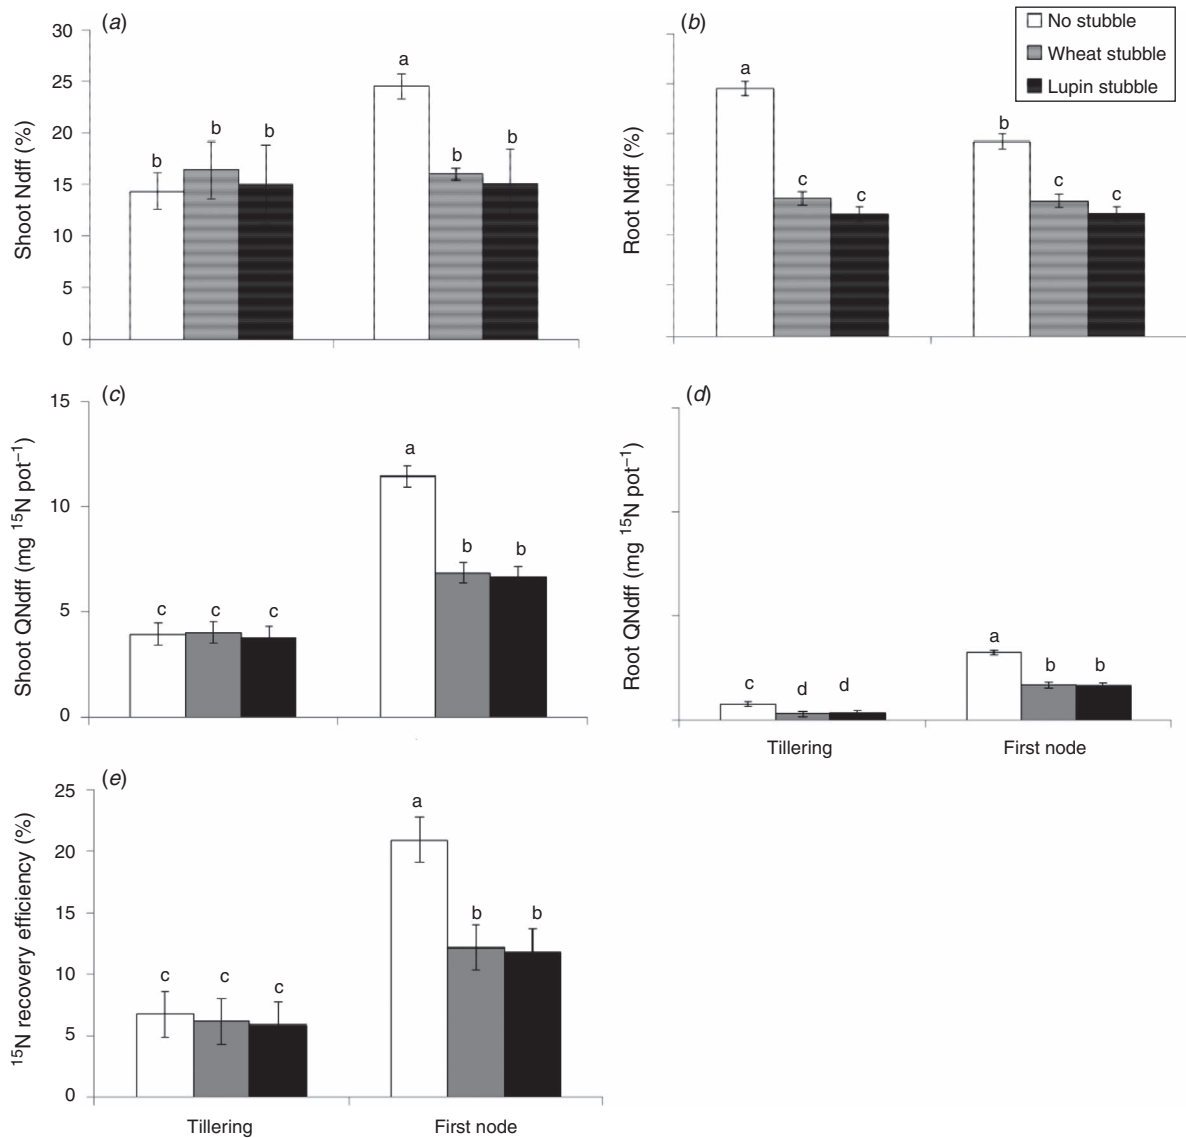 (a)
30
25
20
15
10
5
0
Shoot Ndff (%)
b b b a b b
(b)
Root Ndff (%)
a c c b c c
No stubble
Wheat stubble
Lupin stubble
(c)
15
10
5
0
Shoot QNdff (mg ¹⁵N pot⁻¹)
c c c a b b
(d)
Root QNdff (mg ¹⁵N pot⁻¹)
c d d a b b
Tillering First node
(e)
25
20
15
10
5
0
¹⁵N recovery efficiency (%)
c c c a b b
Tillering First node